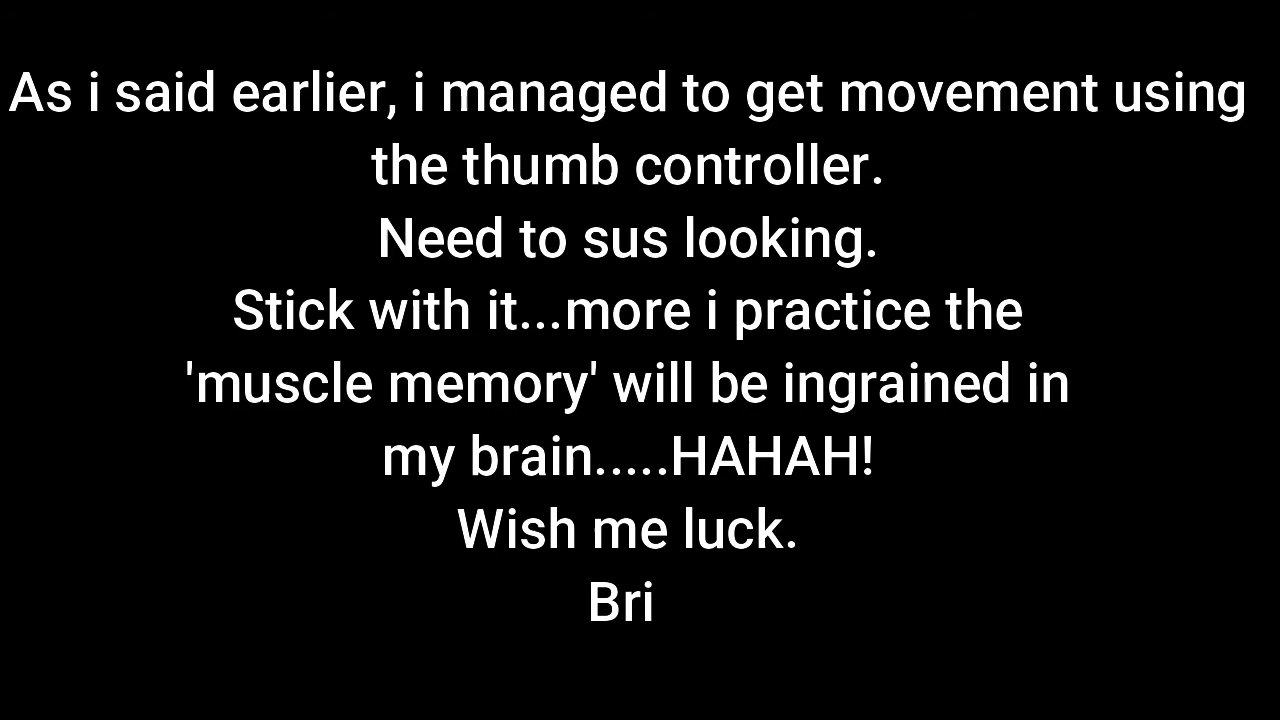 As i said earlier, i managed to get movement using
the thumb controller.
Need to sus looking.
Stick with it...more i practice the
'muscle memory' will be ingrained in
my brain.....HAHAH!
Wish me luck.
Bri